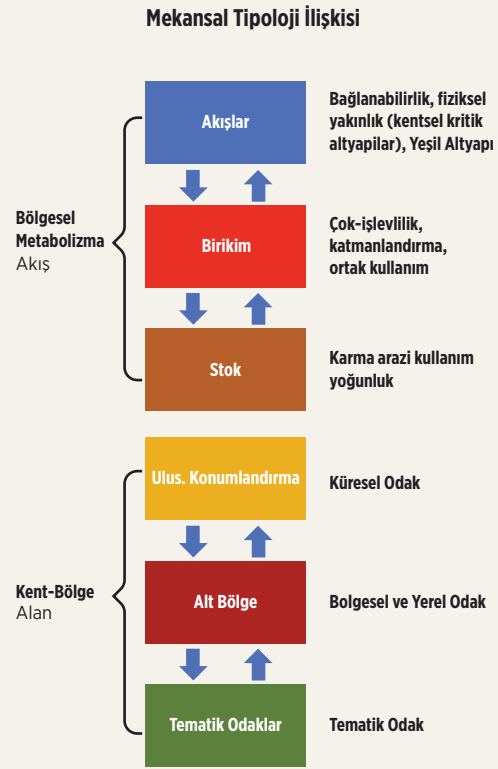 Mekansal Tipoloji İlişkisi
Akışlar
Bağlanabilirlik, fiziksel
yakınlık (kentsel kritik
altyapilar), Yeşil Altyapı
Bölgesel
Metabolizma
Akış
Birikim
Çok-işlevlilik,
katmanlandırma,
ortak kullanım
Stok
Karma arazi kullanım
yoğunluk
Ulus. Konumlandırma
Küresel Odak
Kent-Bölge
Alan
Alt Bölge
Bolgesel ve Yerel Odak
Tematik Odaklar
Tematik Odak